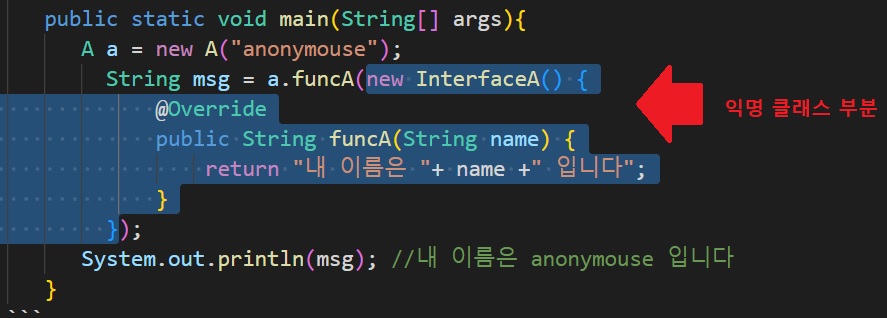 public static void main(String[] args){
A a = new A("anonymouse");
String msg = a.funcA(new InterfaceA() {
@Override
익명 클래스 부분
public String funcA(String name) {
return "내 이름은 "+ name +" 입니다";
}
});
System.out.println(msg); //내 이름은 anonymouse 입니다
}
```